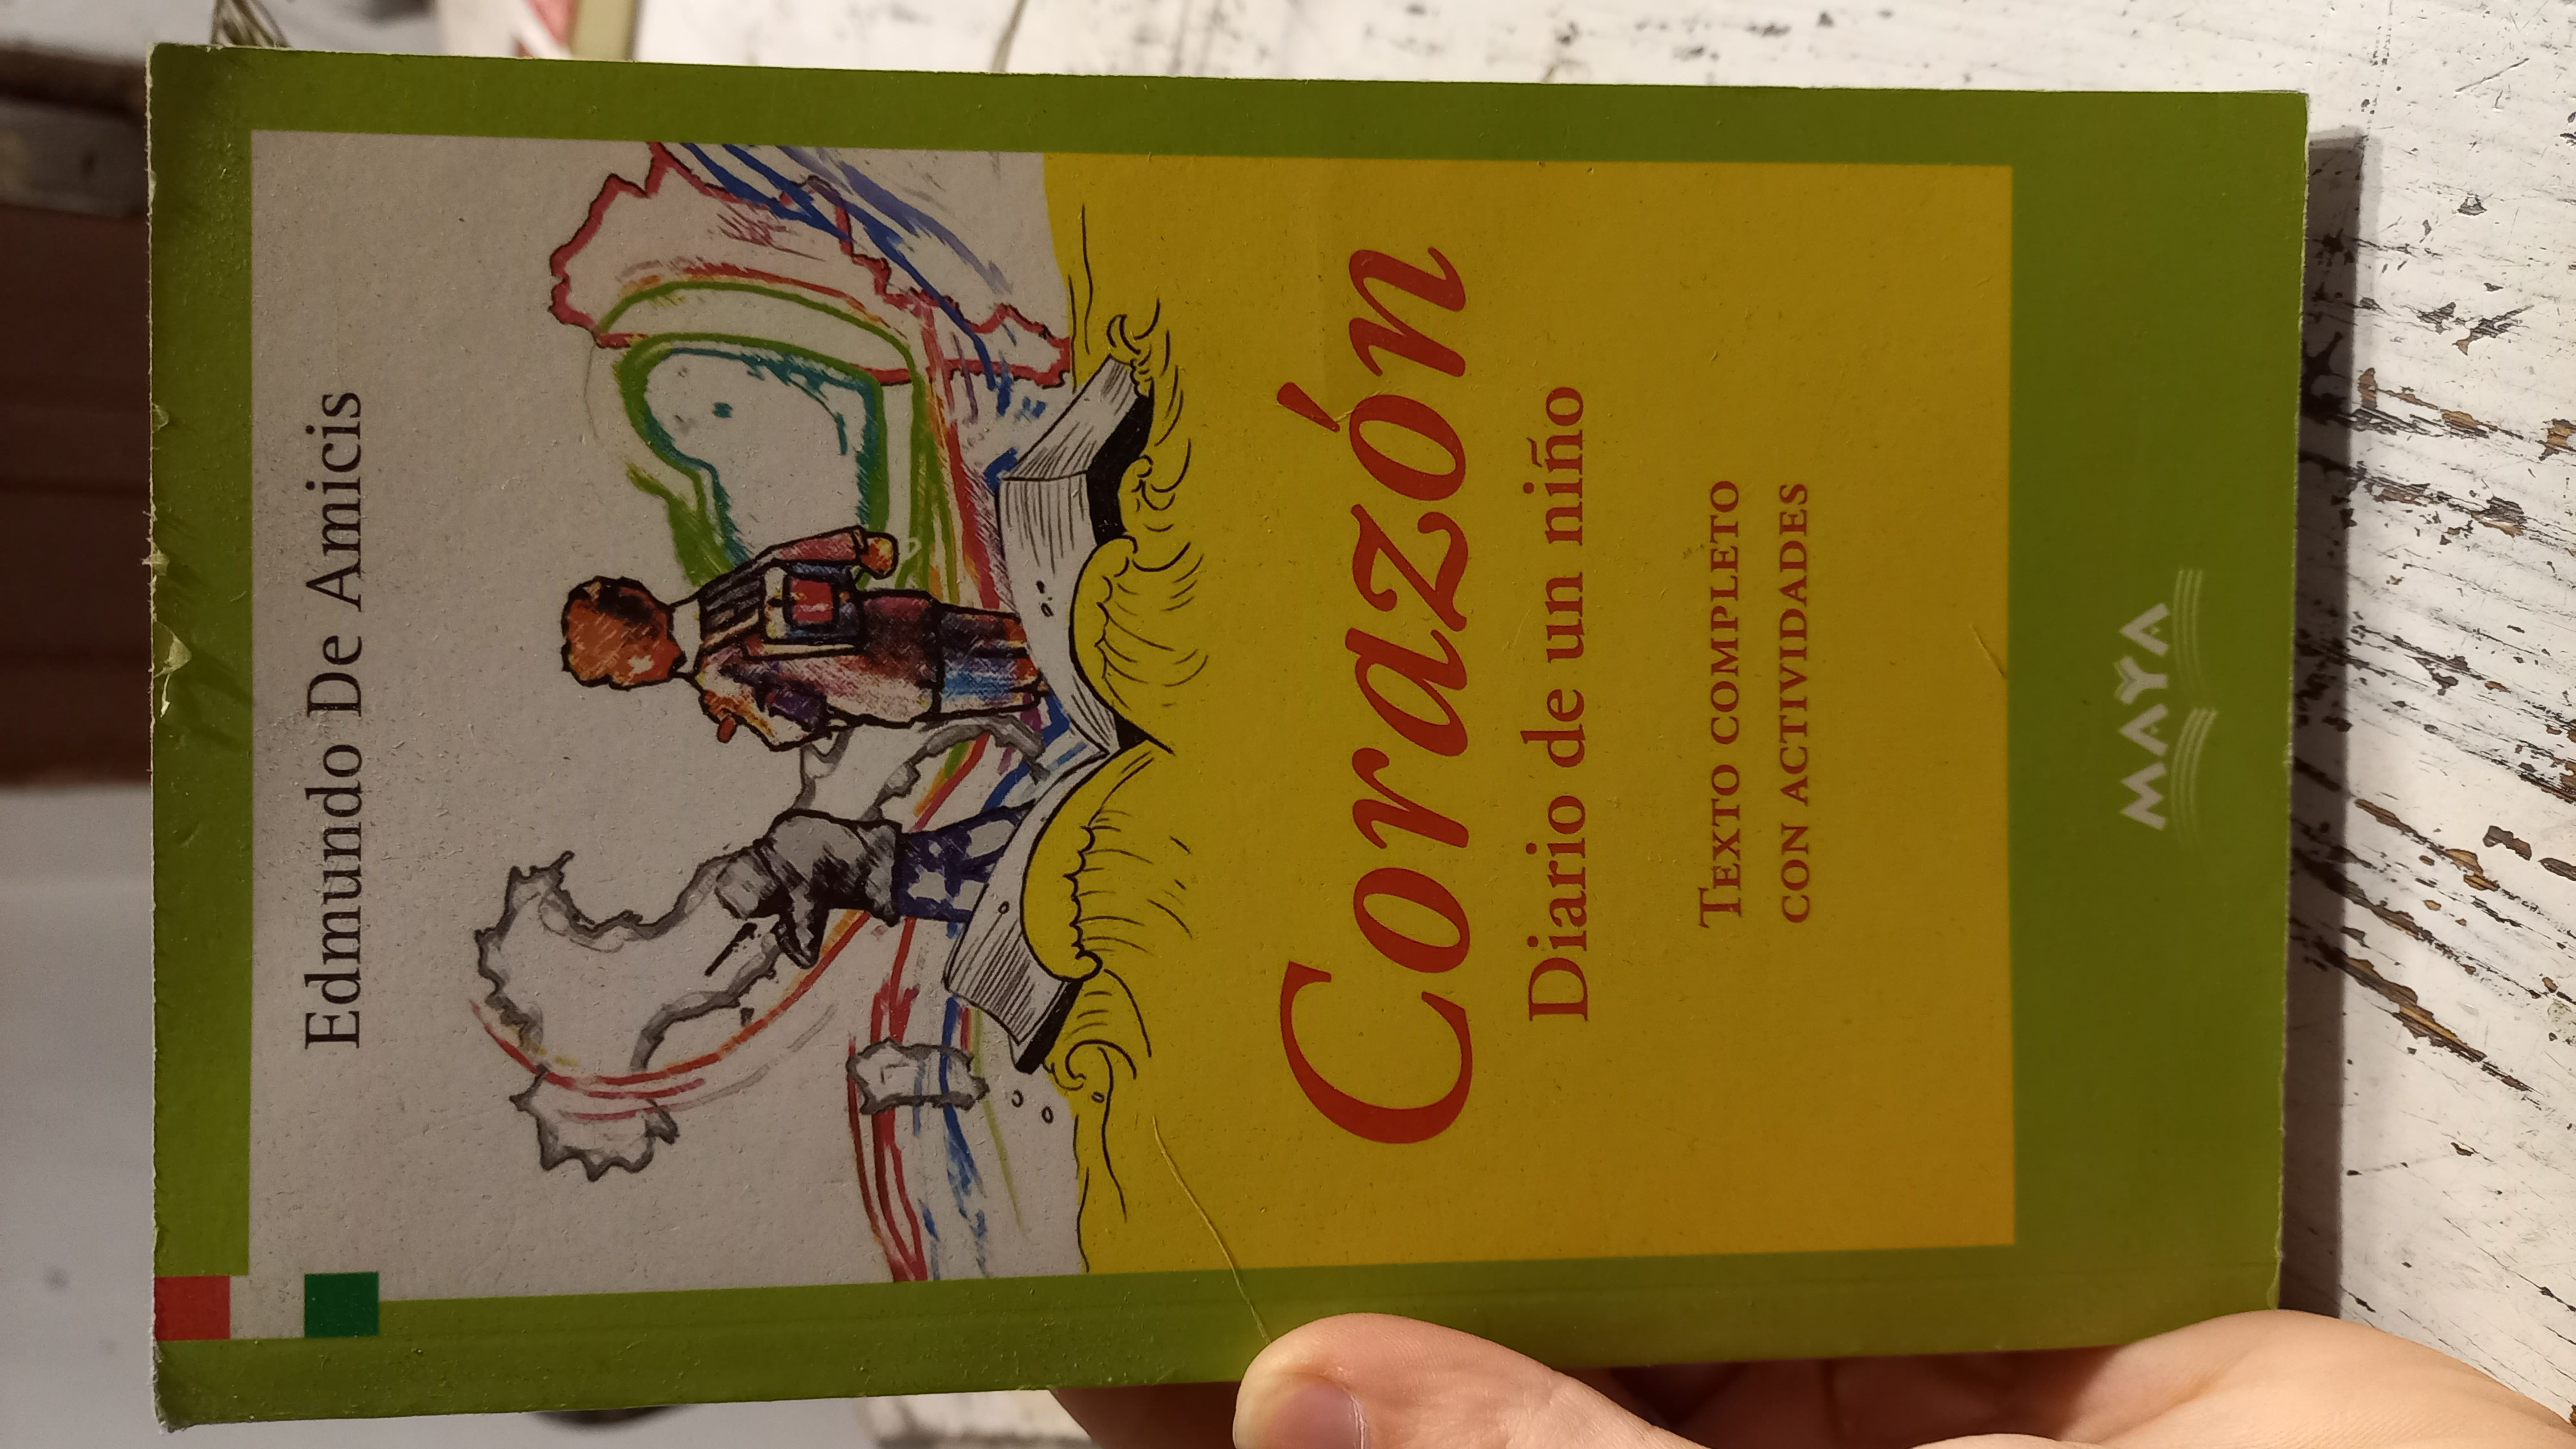 Edmundo De Amicis
Corazón
Diario de un niño
TEXTO COMPLETO
CON ACTIVIDADES
MAYA